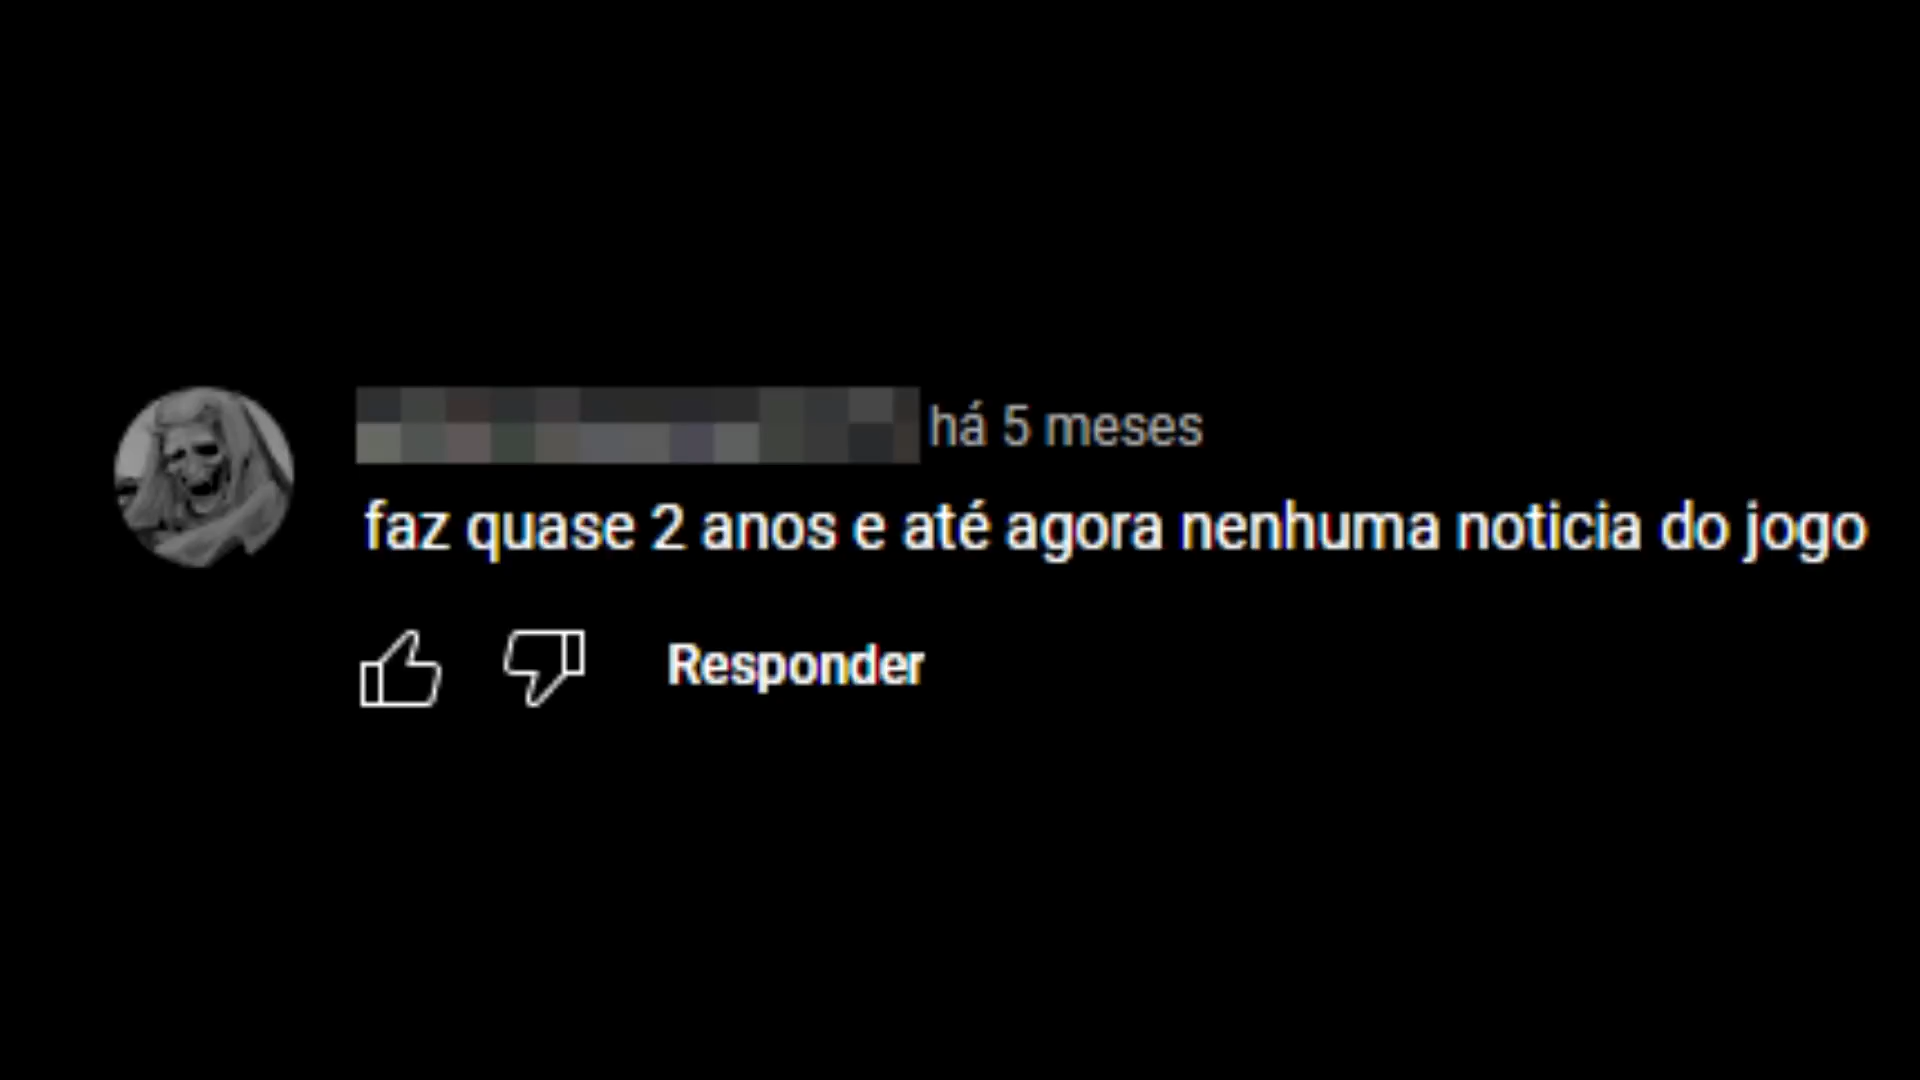 há 5 meses
faz quase 2 anos e até agora nenhuma noticia do jogo
Responder